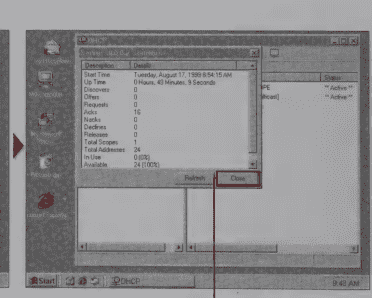 Description Details
Start Time Tuesday, August 17, 1999 8:54:15 AM
Up Time 0 Hours, 43 Minutes, 9 Seconds
Discovers 0
Offers 0
Requests 0
Acks 16
Nacks 0
Declines 0
Releases 0
Total Scopes 1
Total Addresses 24
In Use 0 (0%)
Available 24 (100%)
Refresh Close
Status
** Active **
** Active **
Start DHCP 9:40 AM